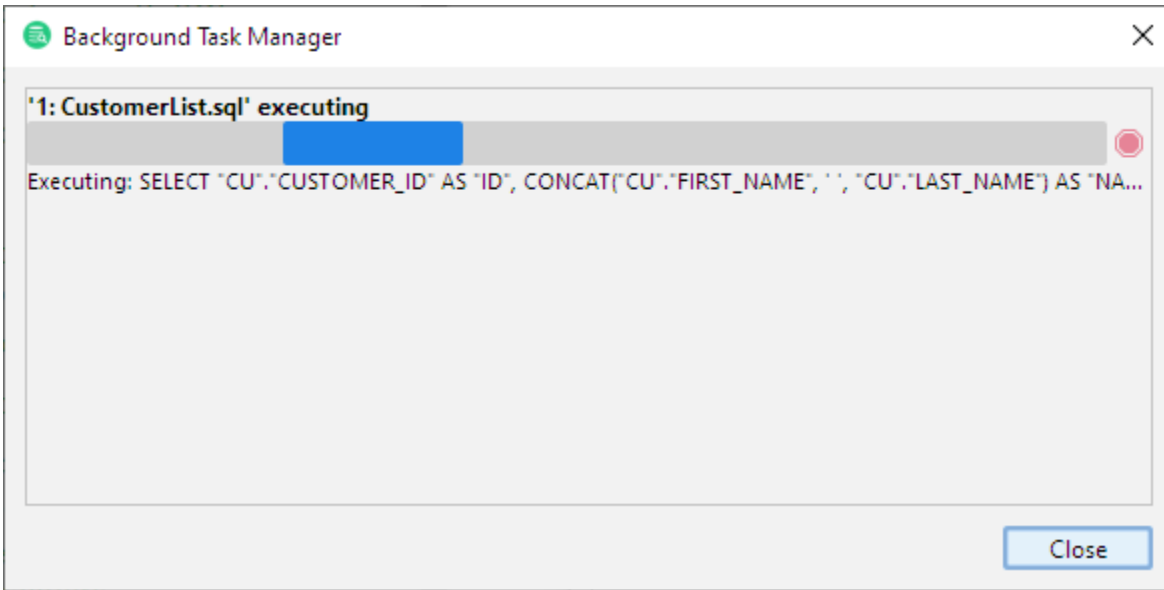 Background Task Manager
'1: CustomerList.sql' executing
Executing: SELECT "CU"."CUSTOMER_ID" AS "ID", CONCAT("CU"."FIRST_NAME", ' ', "CU"."LAST_NAME") AS "NA...
Close